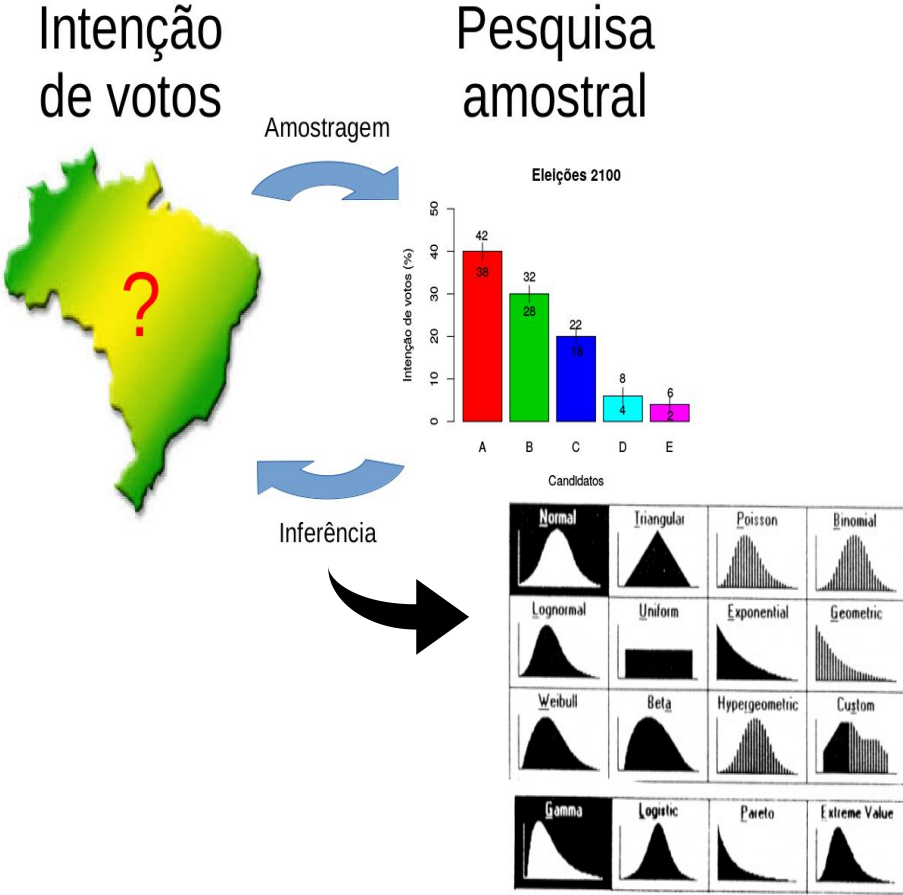 Intenção
de votos
Pesquisa
amostral
Amostragem
?
Eleições 2100
Intenção de votos (%)
50
40
30
20
10
0
42
38
32
28
22
18
8
4
6
2
A B C D E
Candidatos
Inferência
Normal Triangular Poisson Binomial
Lognormal Uniform Exponential Geometric
Weibull Beta Hypergeometric Custom
Gamma Logistic Pareto Extreme Value